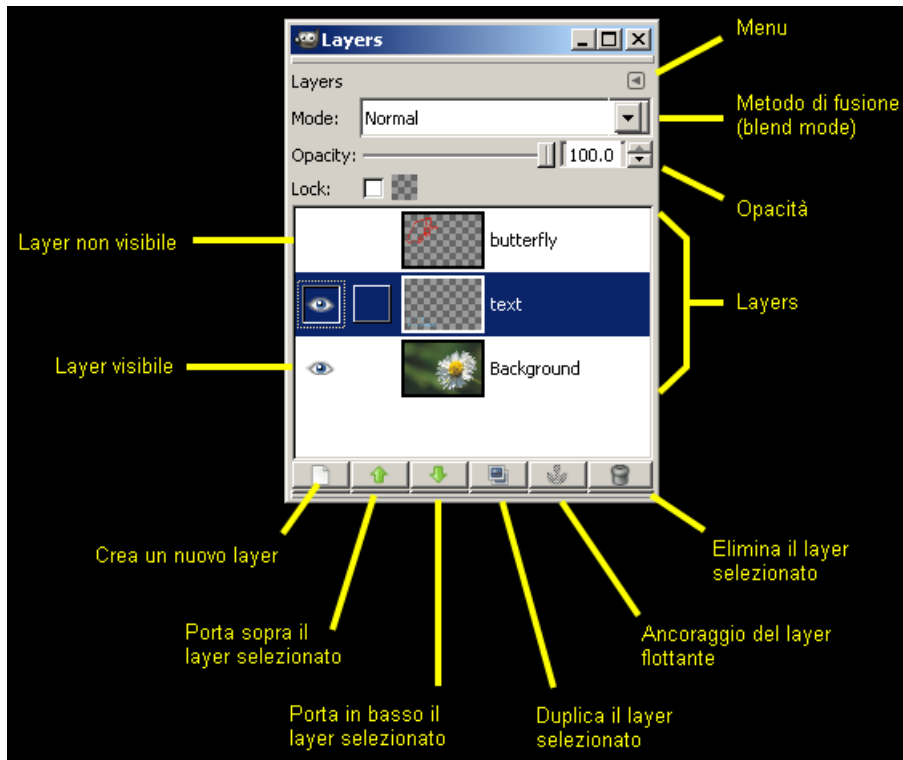 Layers
Menu
Layers
Mode: Normal
Metodo di fusione
(blend mode)
Opacity: 100.0
Lock:
Opacità
Layer non visibile
butterfly
text
Layers
Layer visibile
Background
Crea un nuovo layer
Elimina il layer
selezionato
Porta sopra il
layer selezionato
Ancoraggio del layer
flottante
Porta in basso il
layer selezionato
Duplica il layer
selezionato